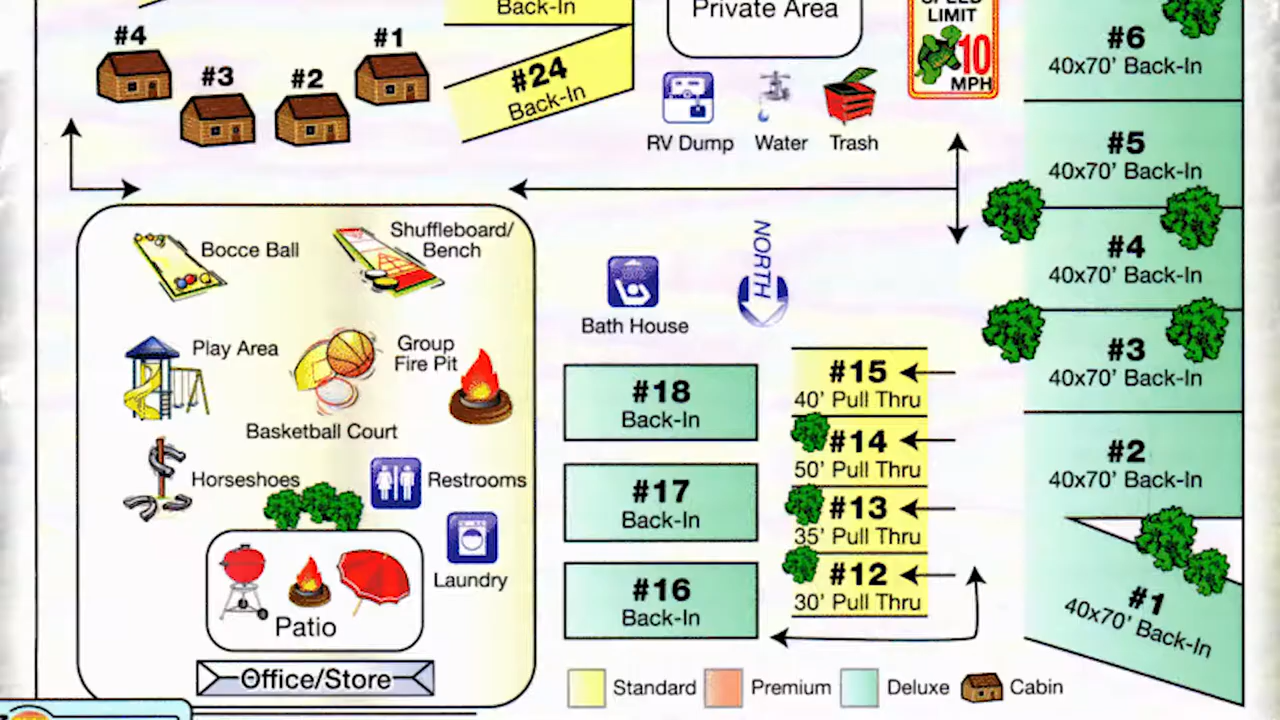 Back-In
Private Area
SPEED
LIMIT
10
MPH
#6
40x70' Back-In
#4
#3
#2
#1
#24
Back-In
RV Dump
Water
Trash
#5
40x70' Back-In
Bocce Ball
Shuffleboard/
Bench
NORTH
#4
40x70' Back-In
Bath House
Play Area
Group
Fire Pit
Basketball Court
#3
40x70' Back-In
#18
Back-In
#15
40' Pull Thru
#14
50' Pull Thru
#2
40x70' Back-In
Horseshoes
Restrooms
#17
Back-In
#13
35' Pull Thru
Laundry
Patio
#16
Back-In
#12
30' Pull Thru
#1
40x70' Back-In
Office/Store
Standard
Premium
Deluxe
Cabin